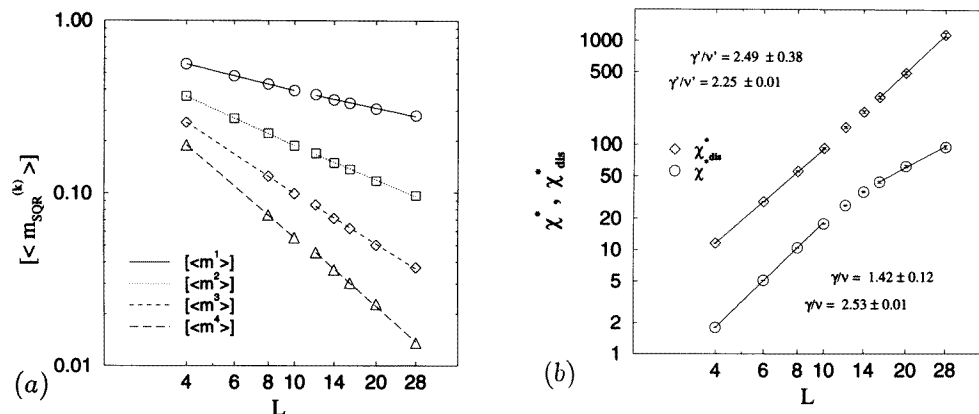 1.00
0.10
0.01
[< m_SQR^(k) >]
[<m^1>]
[<m^2>]
[<m^3>]
[<m^4>]
4 6 8 10 14 20 28
L
(a)
1000
500
100
50
20
10
5
2
1
χ*, χ*_dis
γ'/ν' = 2.49 ± 0.38
γ'/ν' = 2.25 ± 0.01
χ*_dis
χ*
γ/ν = 1.42 ± 0.12
γ/ν = 2.53 ± 0.01
4 6 8 10 14 20 28
L
(b)